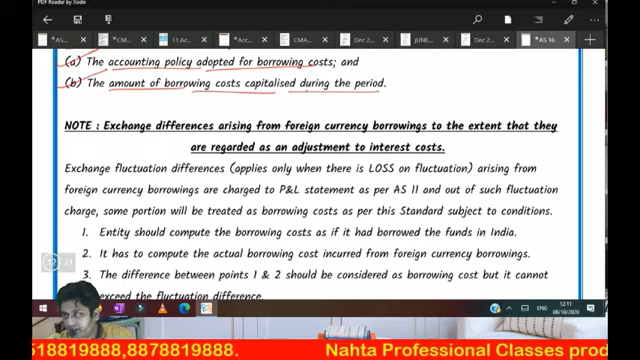 PDF Reader by Xodo
*AS
*CM
11.Acc
CMA
Dec 2
jUNE
Dec 2
*AS 16
(a) The accounting policy adopted for borrowing costs; and
(b) The amount of borrowing costs capitalised during the period.
NOTE : Exchange differences arising from foreign currency borrowings to the extent that they
are regarded as an adjustment to interest costs.
Exchange fluctuation differences (applies only when there is LOSS on fluctuation) arising from
foreign currency borrowings are charged to P&L statement as per AS 11 and out of such fluctuation
charge, some portion will be treated as borrowing costs as per this Standard subject to conditions.
1. Entity should compute the borrowing costs as if it had borrowed the funds in India.
2. It has to compute the actual borrowing cost incurred from foreign currency borrowings.
3. The difference between points 1 & 2 should be considered as borrowing cost but it cannot
exceed the fluctuation difference.
12:11
08/10/2020
518819888,8878819888.
Nahta Professional Classes prod